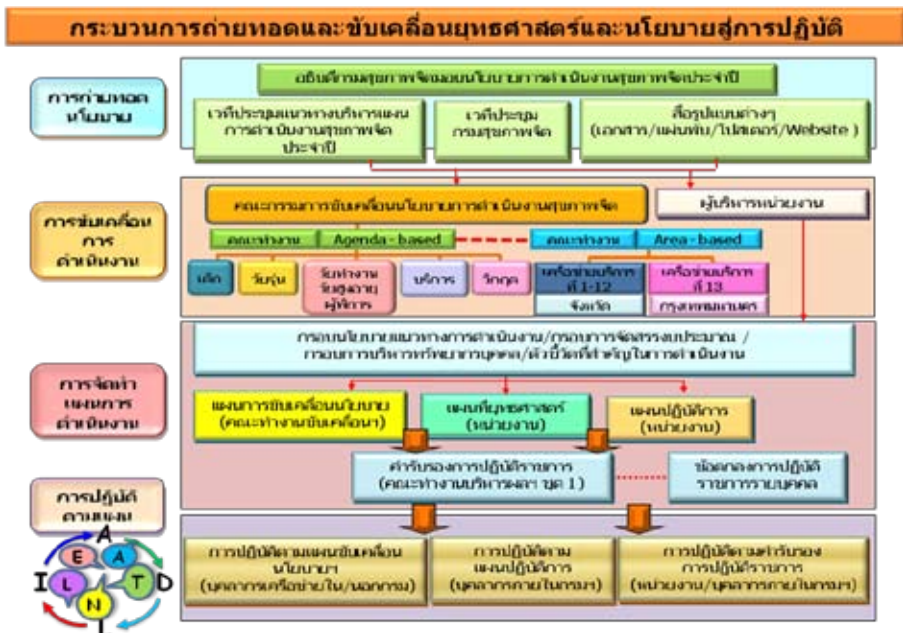 กระบวนการถ่ายทอดและขับเคลื่อนยุทธศาสตร์และนโยบายสู่การปฏิบัติ
การถ่ายทอด
นโยบาย
อธิบดีกรมสุขภาพจิตมอบนโยบายการดำเนินงานสุขภาพจิตประจำปี
เวทีประชุมแนวทางบริหารแผน
การดำเนินงานสุขภาพจิต
ประจำปี
เวทีประชุม
กรมสุขภาพจิต
สื่อรูปแบบต่างๆ
(เอกสาร/แผ่นพับ/โปสเตอร์/Website )
การขับเคลื่อน
การ
ดำเนินงาน
คณะกรรมการขับเคลื่อนนโยบายการดำเนินงานสุขภาพจิต
ผู้บริหารหน่วยงาน
คณะทำงาน Agenda - based
คณะทำงาน Area - based
เด็ก
วัยรุ่น
วัยทำงาน
วัยสูงอายุ
ผู้พิการ
บริการ
วิกฤต
เครือข่ายบริการ
ที่ 1-12
จังหวัด
เครือข่ายบริการ
ที่ 13
กรุงเทพมหานคร
การจัดทำ
แผนการ
ดำเนินงาน
กรอบนโยบายแนวทางการดำเนินงาน/กรอบการจัดสรรงบประมาณ /
กรอบการบริหารทรัพยากรบุคคล/ตัวชี้วัดที่สำคัญในการดำเนินงาน
แผนการขับเคลื่อนนโยบาย
(คณะทำงานขับเคลื่อนฯ)
แผนที่ยุทธศาสตร์
(หน่วยงาน)
แผนปฏิบัติการ
(หน่วยงาน)
คำรับรองการปฏิบัติราชการ
(คณะทำงานบริหารผลฯ ชุด 1)
ข้อตกลงการปฏิบัติ
ราชการรายบุคคล
การปฏิบัติ
ตามแผน
A
E A
I L T D
N
การปฏิบัติตามแผนขับเคลื่อน
นโยบายฯ
(บุคลากรเครือข่ายใน/นอกกรม)
การปฏิบัติตาม
แผนปฏิบัติการ
(บุคลากรภายในกรมฯ)
การปฏิบัติตามคำรับรอง
การปฏิบัติราชการ
(หน่วยงาน/บุคลากรภายในกรมฯ)